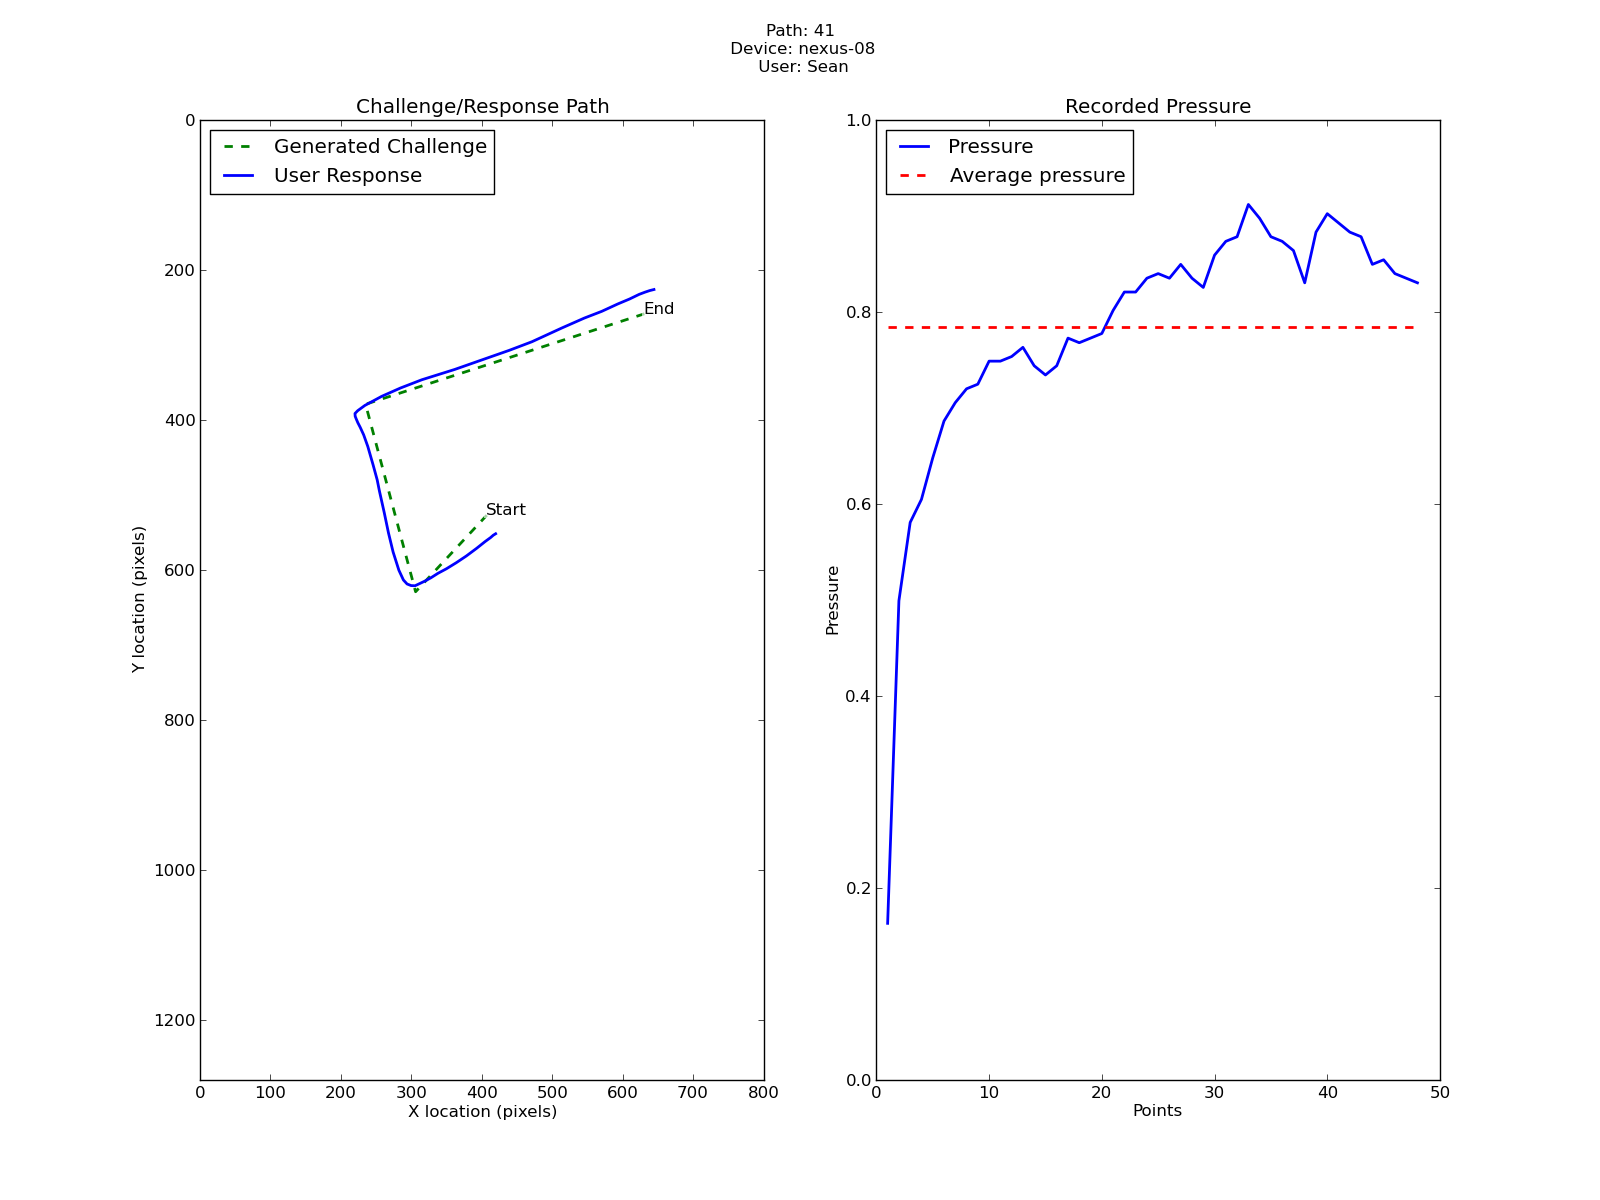 Path: 41
Device: nexus-08
User: Sean
Challenge/Response Path
Generated Challenge
User Response
0
200
400
600
800
1000
1200
Y location (pixels)
End
Start
0 100 200 300 400 500 600 700 800
X location (pixels)
Recorded Pressure
Pressure
Average pressure
1.0
0.8
0.6
0.4
0.2
0.0
Pressure
0 10 20 30 40 50
Points